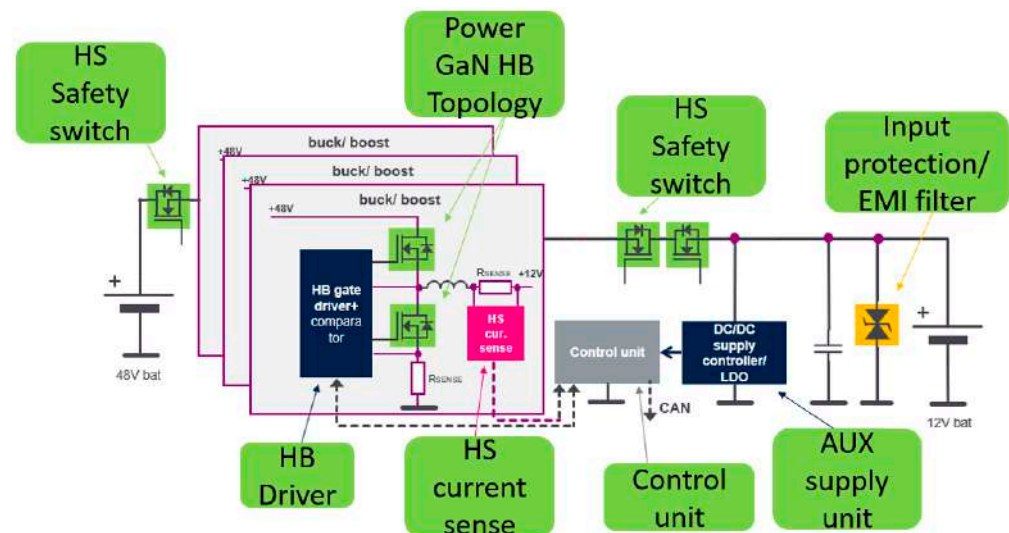 HS
Safety
switch
Power
GaN HB
Topology
HS
Safety
switch
Input
protection/
EMI filter
buck/ boost
+48V
buck/ boost
+48V
buck/ boost
+48V
HB gate
driver+
compara
tor
RSENSE
+12V
HS
cur.
sense
RSENSE
Control unit
DC/DC
supply
controller/
LDO
CAN
+
48V bat
+
12V bat
HB
Driver
HS
current
sense
Control
unit
AUX
supply
unit